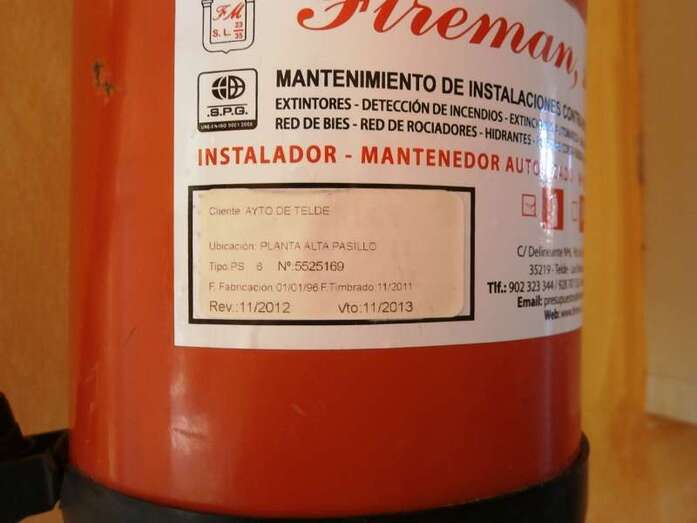 FM
S.L.
Fireman,
.S.P.G.
MANTENIMIENTO DE INSTALACIONES
EXTINTORES - DETECCIÓN DE INCENDIOS -
RED DE BIES - RED DE ROCIADORES - HIDRANTES -
INSTALADOR - MANTENEDOR
Cliente: AYTO DE TELDE
Ubicación: PLANTA ALTA PASILLO
Tipo:PS 6 Nº:5525169
F. Fabricación:01/01/96 F.Timbrado:11/2011
Rev.:11/2012 Vto:11/2013
C/
35219 - Telde -
Tlf.: 902 323 344 /
Email:
Web: